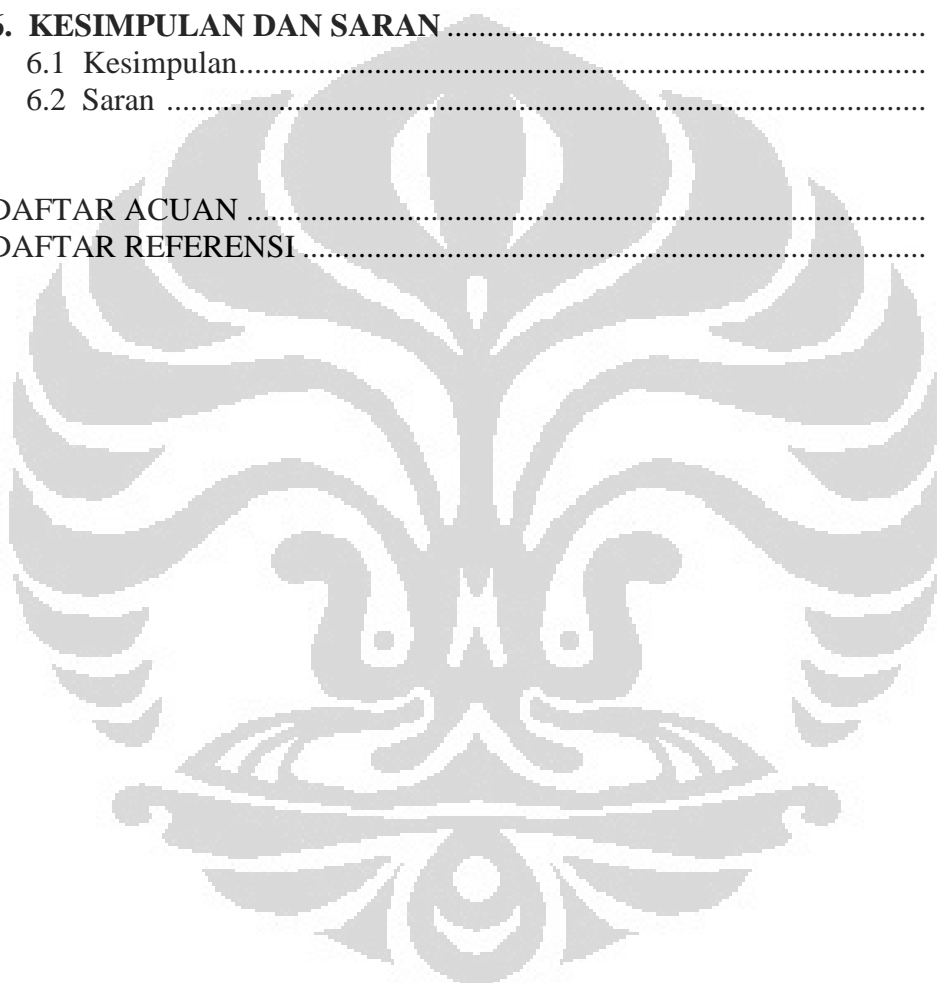 6. KESIMPULAN DAN SARAN ............................................................
6.1 Kesimpulan.......................................................................................
6.2 Saran ................................................................................................
DAFTAR ACUAN ......................................................................................
DAFTAR REFERENSI ...............................................................................